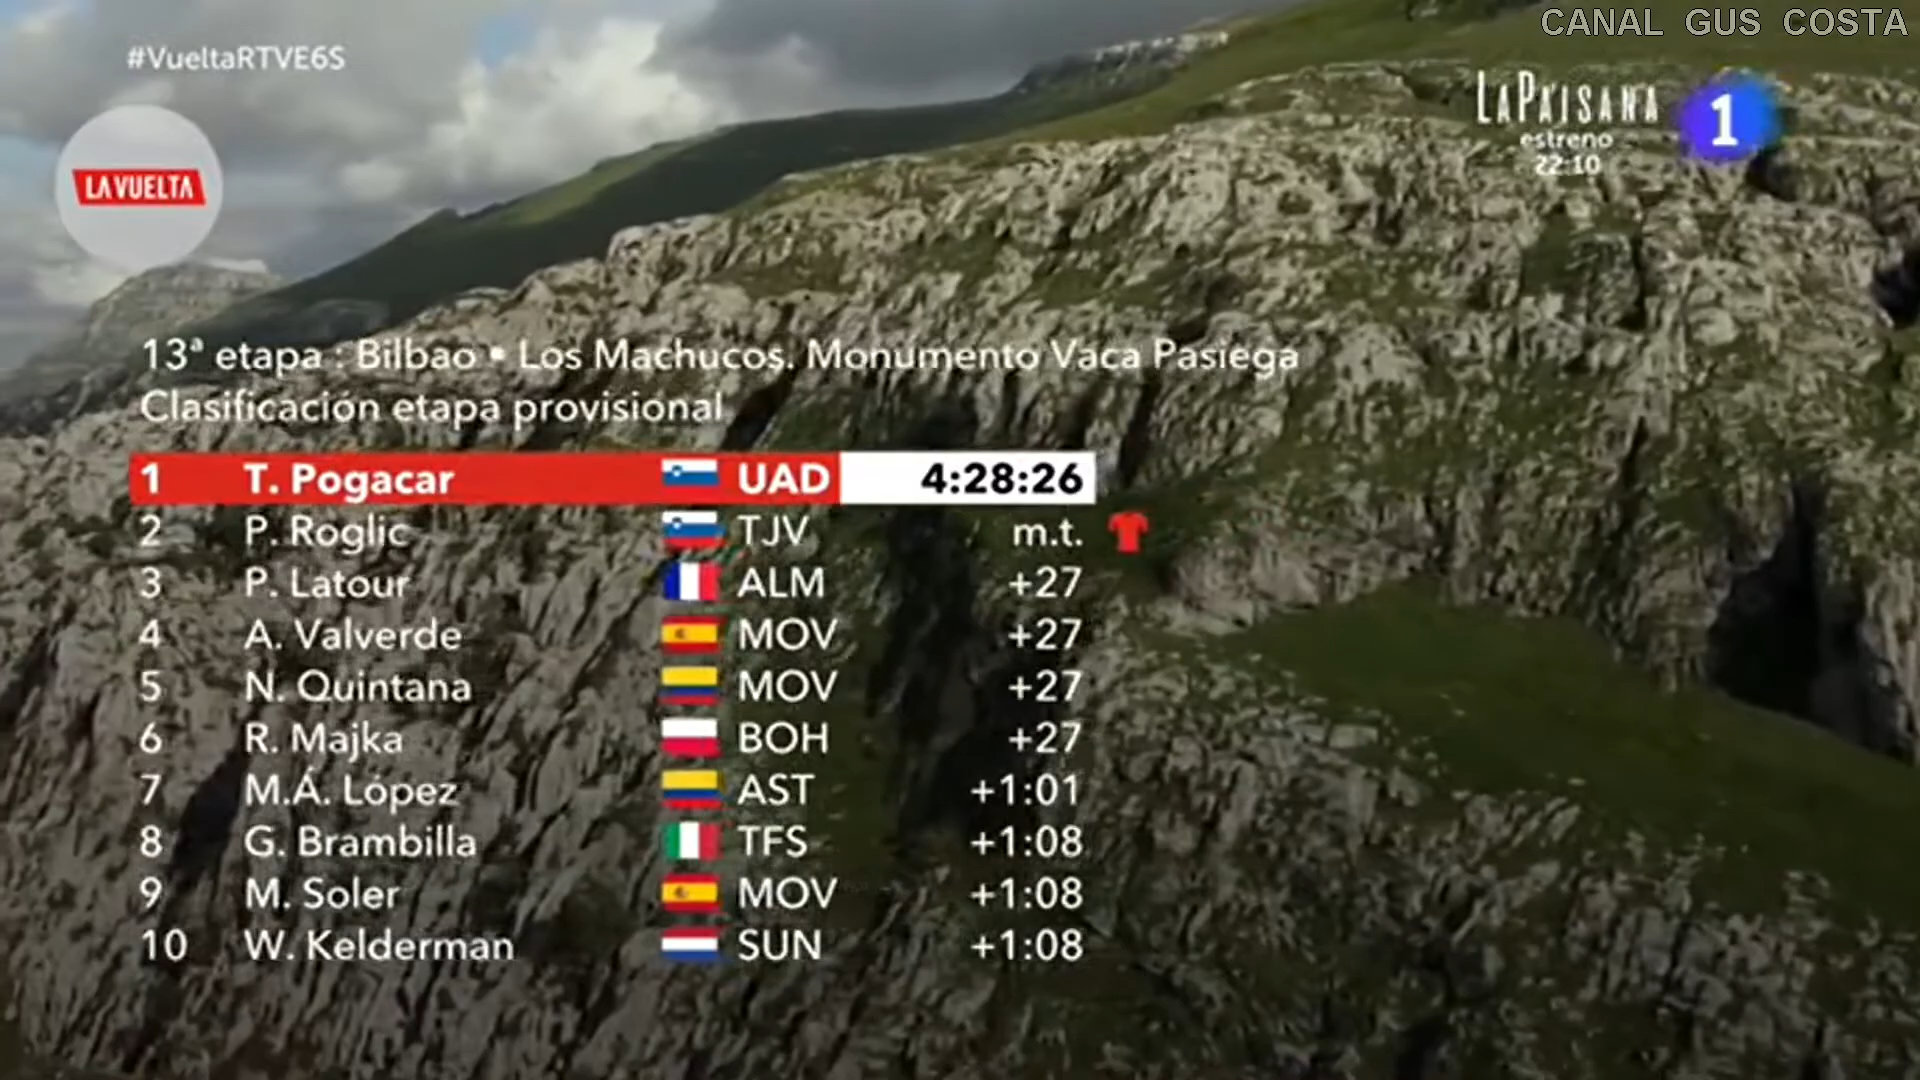 CANAL GUS COSTA
#VueltaRTVE6S
LAPAISANA
estreno
22:10
1
LA VUELTA
13ª etapa : Bilbao • Los Machucos. Monumento Vaca Pasiega
Clasificación etapa provisional
1 T. Pogacar UAD 4:28:26
2 P. Roglic TJV m.t.
3 P. Latour ALM +27
4 A. Valverde MOV +27
5 N. Quintana MOV +27
6 R. Majka BOH +27
7 M.Á. López AST +1:01
8 G. Brambilla TFS +1:08
9 M. Soler MOV +1:08
10 W. Kelderman SUN +1:08